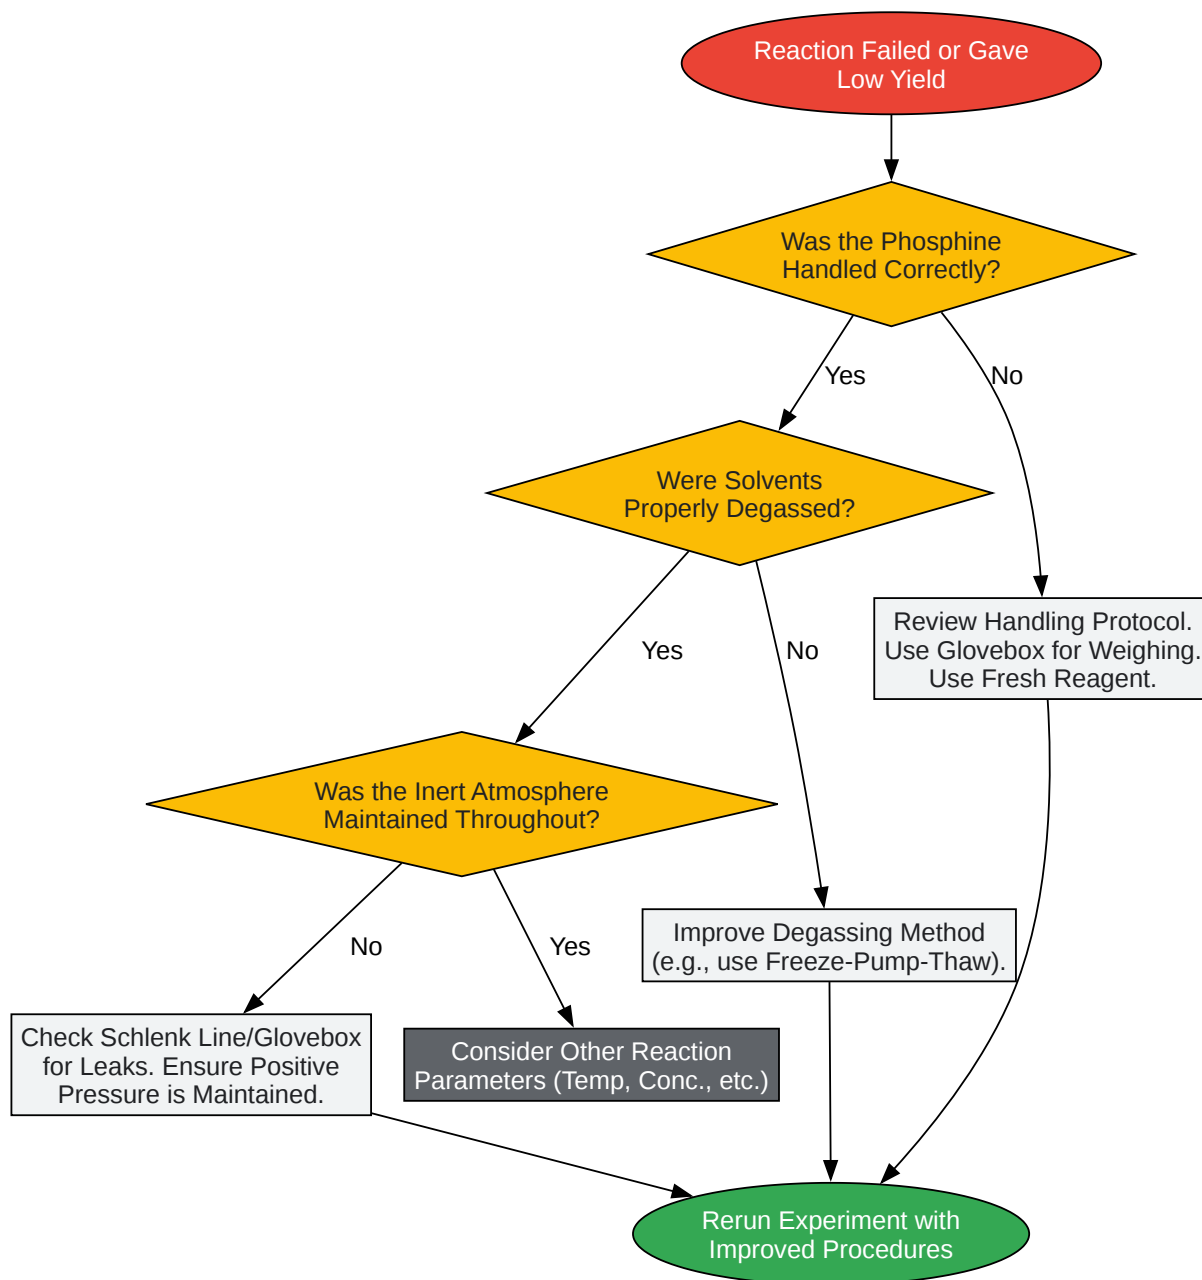 Reaction Failed or Gave
Low Yield
Was the Phosphine
Handled Correctly?
Yes
No
Were Solvents
Properly Degassed?
Yes
No
Review Handling Protocol.
Use Glovebox for Weighing.
Use Fresh Reagent.
Was the Inert Atmosphere
Maintained Throughout?
No
Yes
Improve Degassing Method
(e.g., use Freeze-Pump-Thaw).
Check Schlenk Line/Glovebox
for Leaks. Ensure Positive
Pressure is Maintained.
Consider Other Reaction
Parameters (Temp, Conc., etc.)
Rerun Experiment with
Improved Procedures